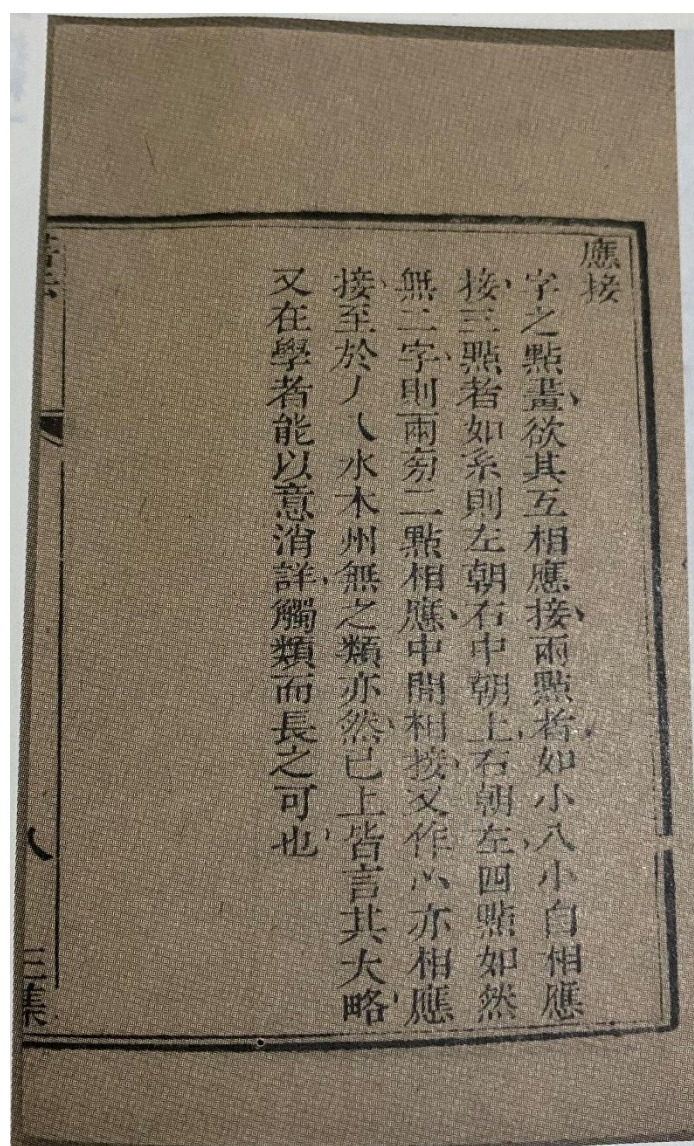 應接
字之點畫欲其互相應接兩點者如小八小自相應
接三點者如系則左朝右中朝上右朝左四點如然
無二字則兩旁二點相應中間相接又作灬亦相應
接至於丿乀水木州無之類亦然已上皆言其大略
又在學者能以意消詳觸類而長之可也
八
三集